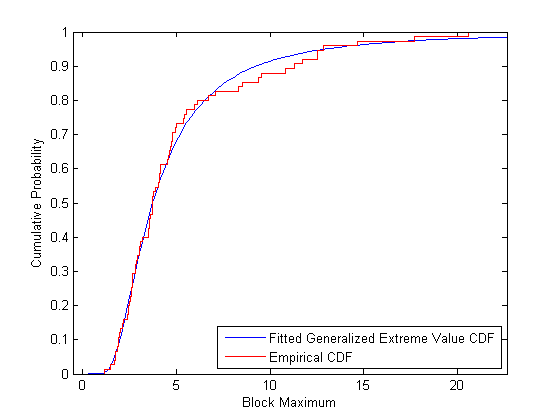 1
0.9
0.8
0.7
0.6
0.5
0.4
0.3
0.2
0.1
0
Cumulative Probability
Fitted Generalized Extreme Value CDF
Empirical CDF
0 5 10 15 20
Block Maximum